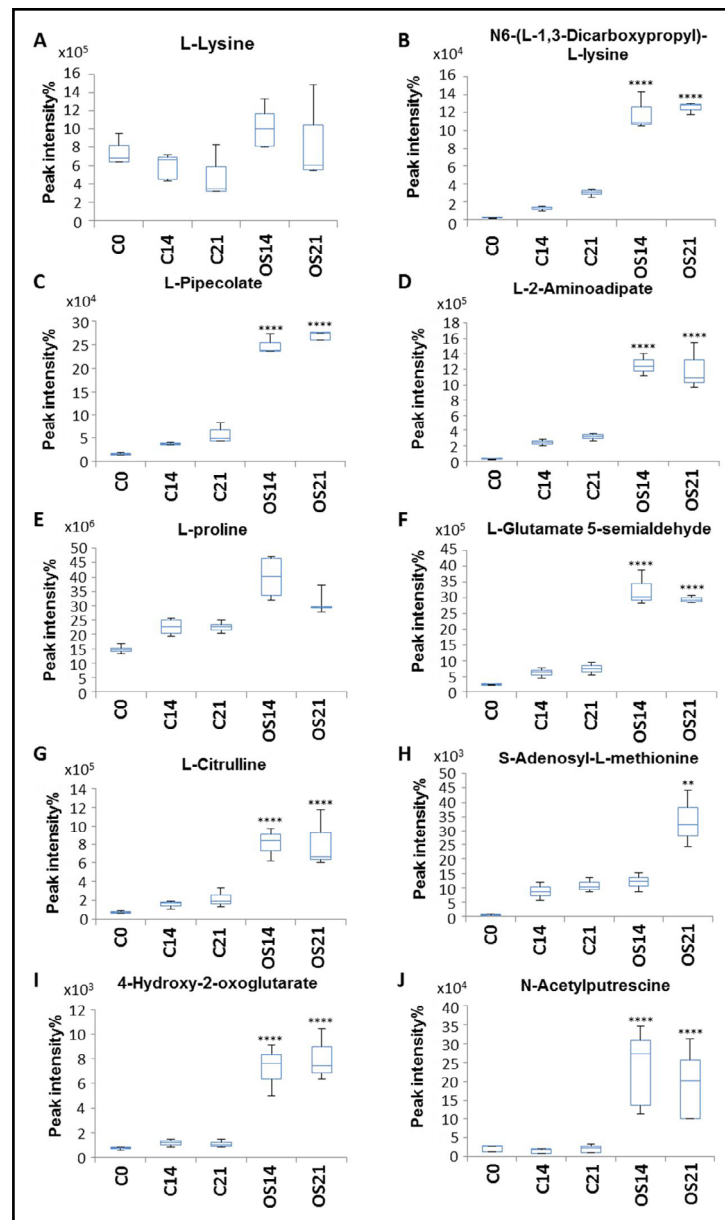 A
L-Lysine
x10⁵
Peak intensity%
16
14
12
10
8
6
4
2
0
C0
C14
C21
OS14
OS21
B
N6-(L-1,3-Dicarboxypropyl)-
L-lysine
x10⁴
Peak intensity%
16
14
12
10
8
6
4
2
0
****
****
C0
C14
C21
OS14
OS21
C
L-Pipecolate
x10⁴
Peak intensity%
30
25
20
15
10
5
0
****
****
C0
C14
C21
OS14
OS21
D
L-2-Aminoadipate
x10⁵
Peak intensity%
18
16
14
12
10
8
6
4
2
0
****
****
C0
C14
C21
OS14
OS21
E
L-proline
x10⁶
Peak intensity%
50
45
40
35
30
25
20
15
10
5
0
C0
C14
C21
OS14
OS21
F
L-Glutamate 5-semialdehyde
x10⁵
Peak intensity%
45
40
35
30
25
20
15
10
5
0
****
****
C0
C14
C21
OS14
OS21
G
L-Citrulline
x10⁵
Peak intensity%
14
12
10
8
6
4
2
0
****
****
C0
C14
C21
OS14
OS21
H
S-Adenosyl-L-methionine
x10³
Peak intensity%
50
45
40
35
30
25
20
15
10
5
0
**
C0
C14
C21
OS14
OS21
I
4-Hydroxy-2-oxoglutarate
x10³
Peak intensity%
12
10
8
6
4
2
0
****
****
C0
C14
C21
OS14
OS21
J
N-Acetylputrescine
x10⁴
Peak intensity%
40
35
30
25
20
15
10
5
0
****
****
C0
C14
C21
OS14
OS21